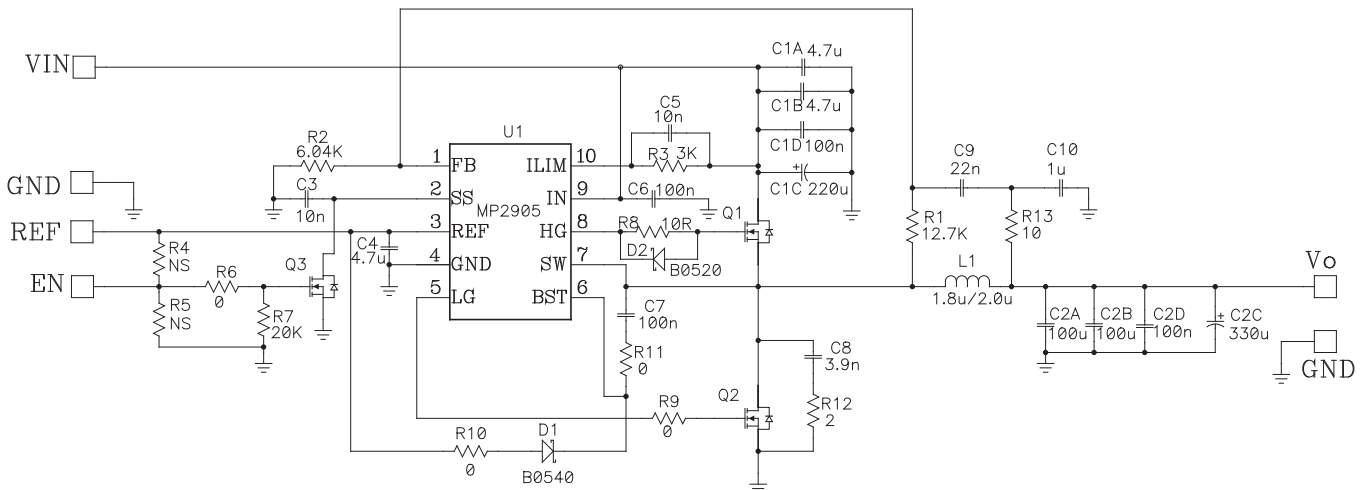 C1A 4.7u
VIN
C1B 4.7u
C5
10n
U1
C1D 100n
R2
6.04K
1 FB
ILIM 10
R3 3K
C9
22n
C10
1u
GND
C3
10n
2 SS
IN 9
C6 100n
C1C 220u
+
MP2905
Q1
REF
3 REF
HG 8
R8 10R
R1
12.7K
R13
10
R4
NS
C4
4.7u
D2
B0520
Q3
4 GND
SW 7
L1
1.8u/2.0u
Vo
EN
R6
0
5 LG
BST 6
C7
100n
R5
NS
R7
20K
C2A
100u
C2B
100u
C2D
100n
C2C
330u
+
R11
0
C8
3.9n
GND
Q2
R9
0
R12
2
R10
0
D1
B0540